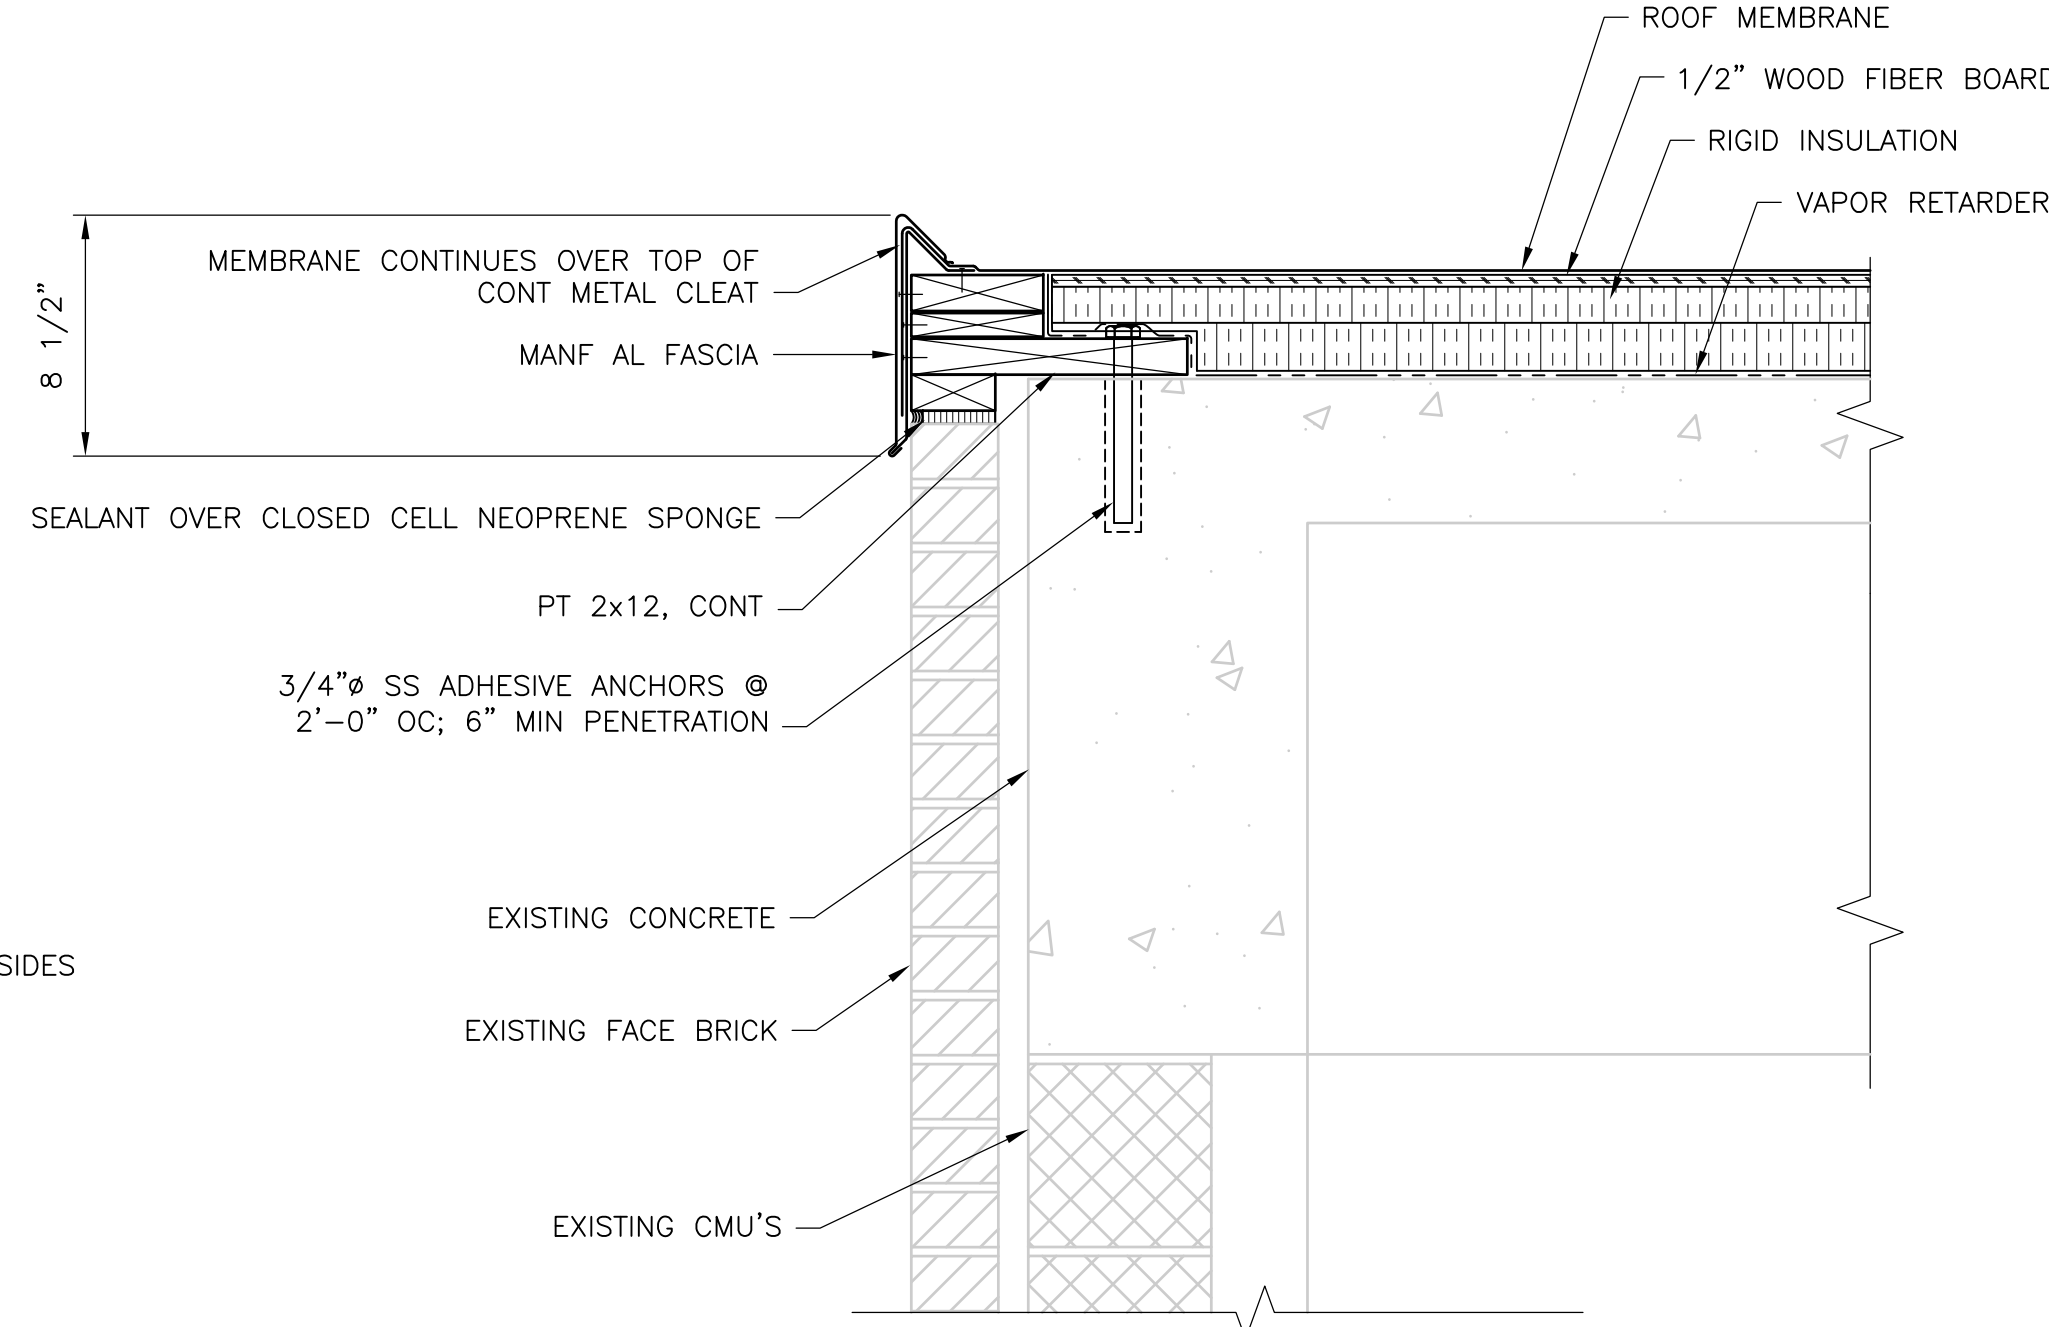 ROOF MEMBRANE
1/2" WOOD FIBER BOARD
RIGID INSULATION
VAPOR RETARDER
8 1/2"
MEMBRANE CONTINUES OVER TOP OF
CONT METAL CLEAT
MANF AL FASCIA
SEALANT OVER CLOSED CELL NEOPRENE SPONGE
PT 2x12, CONT
3/4"ø SS ADHESIVE ANCHORS @
2'-0" OC; 6" MIN PENETRATION
EXISTING CONCRETE
SIDES
EXISTING FACE BRICK
EXISTING CMU'S